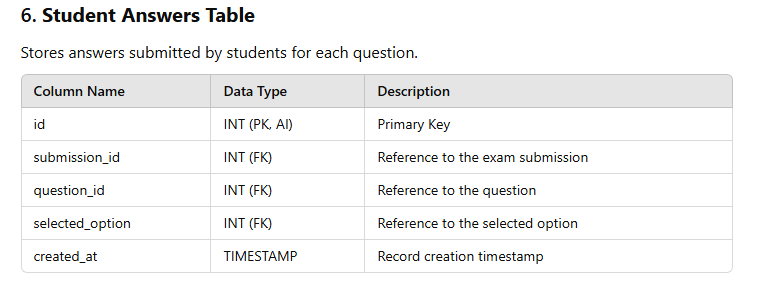 6. Student Answers Table
Stores answers submitted by students for each question.
Column Name Data Type Description
id INT (PK, AI) Primary Key
submission_id INT (FK) Reference to the exam submission
question_id INT (FK) Reference to the question
selected_option INT (FK) Reference to the selected option
created_at TIMESTAMP Record creation timestamp